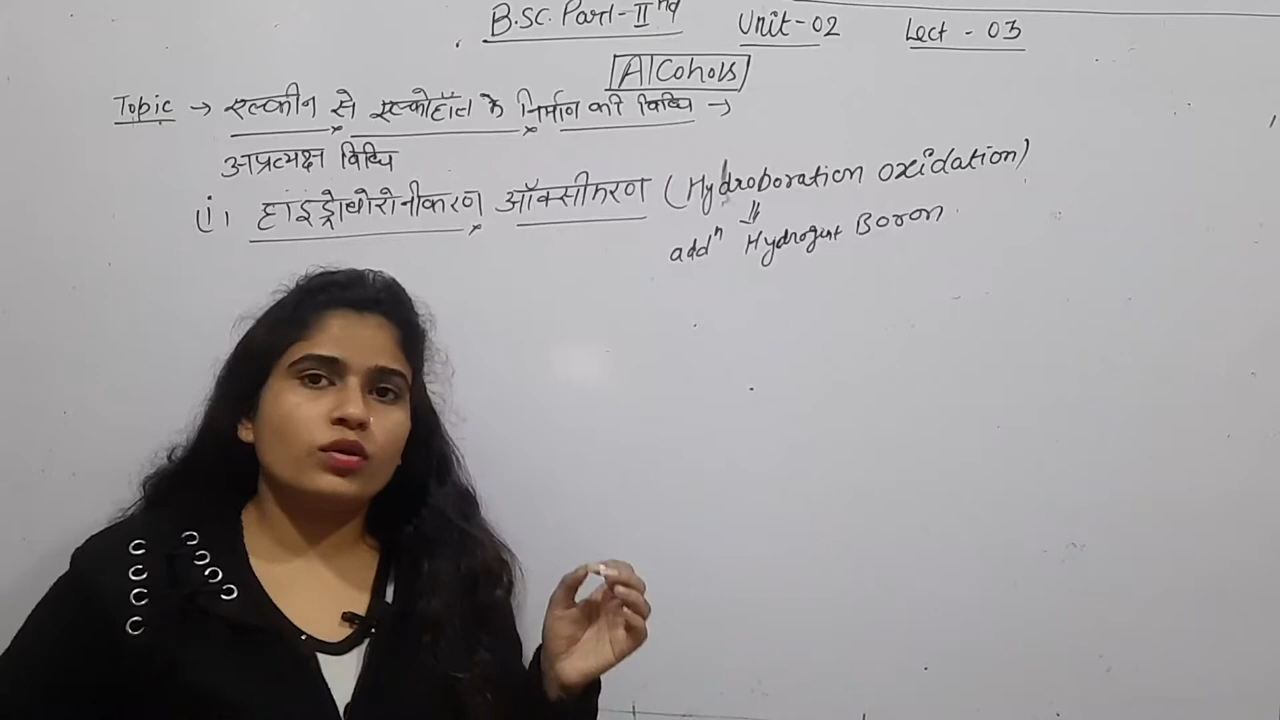 B.Sc. Part-II nd Unit-02 Lect - 03
Alcohols
Topic → एल्कीन से एल्कोहॉल के निर्माण की विधि →
अप्रत्यक्ष विधि
(i) हाइड्रोबोरोनीकरण ऑक्सीकरण (Hydroboration oxidation)
addn Hydrogen Boron